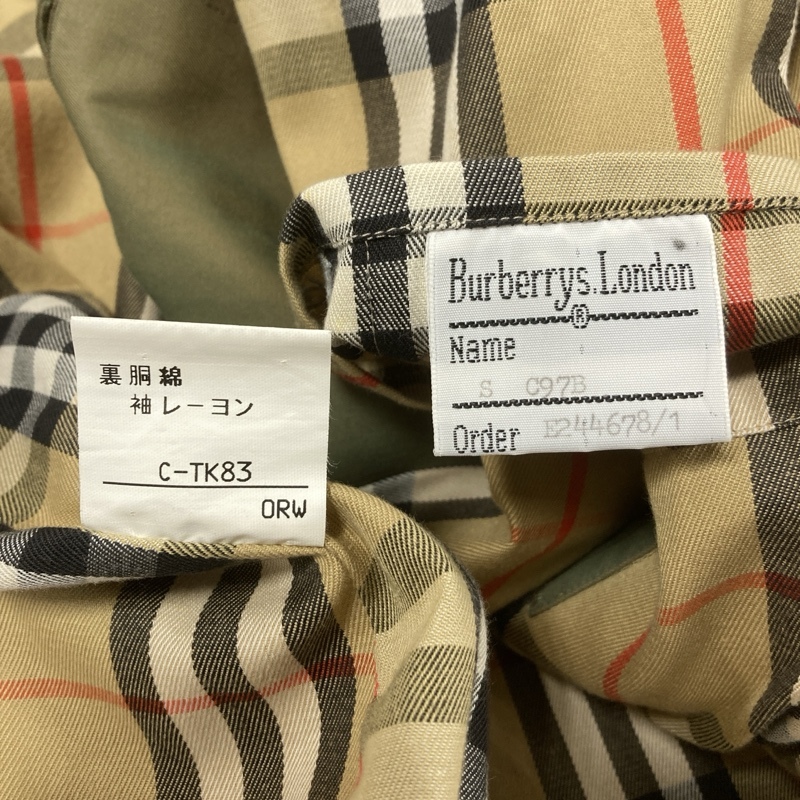 裏胴綿
袖レーヨン
C-TK83
ORW
Burberrys.London
®
Name
S C97B
Order E244678/1